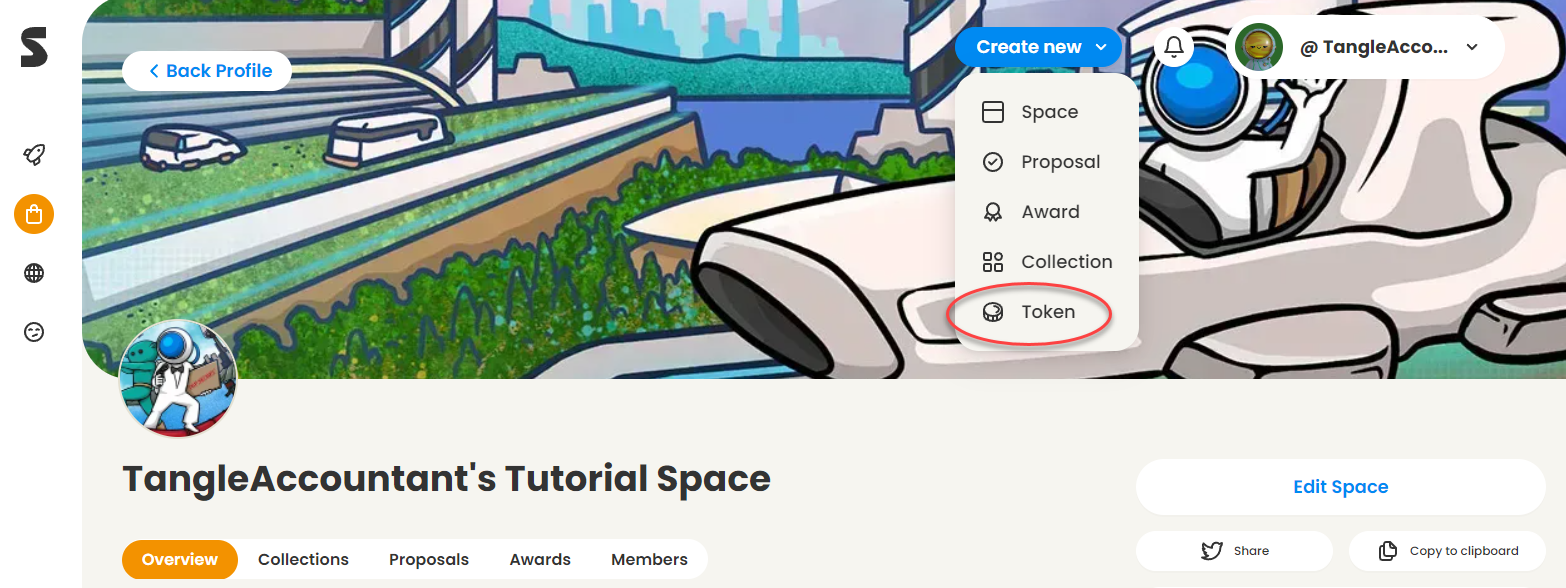 S
Back Profile
Create new
@ TangleAcco...
Space
Proposal
Award
Collection
Token
TangleAccountant's Tutorial Space
Edit Space
Share
Copy to clipboard
Overview
Collections
Proposals
Awards
Members